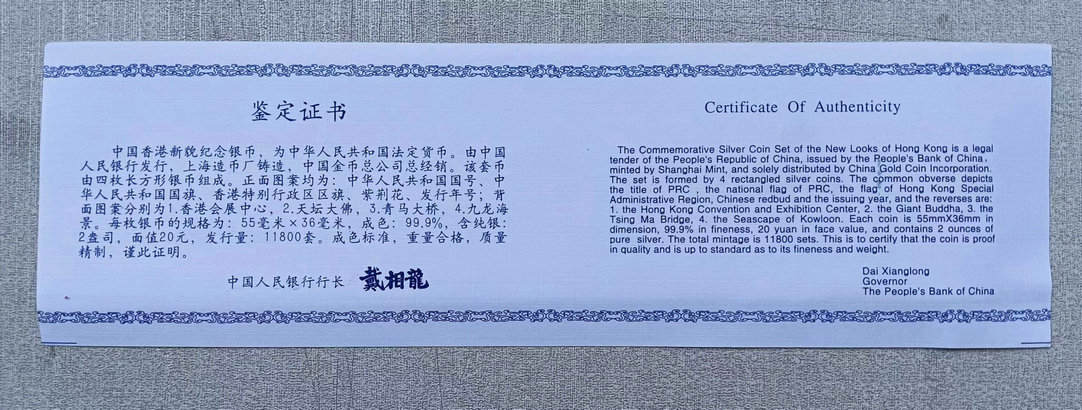 鉴定证书
中国香港新貌纪念银币，为中华人民共和国法定货币。由中国
人民银行发行，上海造币厂铸造，中国金币总公司总经销。该套币
由四枚长方形银币组成。正面图案均为：中华人民共和国国号、中
华人民共和国国旗、香港特别行政区区旗、紫荆花、发行年号；背
面图案分别为1.香港会展中心，2.天坛大佛，3.青马大桥，4.九龙海
景。每枚银币的规格为：55毫米×36毫米，成色：99.9%，含纯银：
2盎司，面值20元，发行量：11800套。成色标准，重量合格，质量
精制，谨此证明。
中国人民银行行长 戴相龍
Certificate Of Authenticity
The Commemorative Silver Coin Set of the New Looks of Hong Kong is a legal
tender of the People's Republic of China, issued by the People's Bank of China,
minted by Shanghai Mint, and solely distributed by China Gold Coin Incorporation.
The set is formed by 4 rectangled silver coins. The common obverse depicts
the title of PRC , the national flag of PRC, the flag of Hong Kong Special
Administrative Region, Chinese redbud and the issuing year, and the reverses are:
1. the Hong Kong Convention and Exhibition Center, 2. the Giant Buddha, 3. the
Tsing Ma Bridge, 4. the Seascape of Kowloon. Each coin is 55mmX36mm in
dimension, 99.9% in fineness, 20 yuan in face value, and contains 2 ounces of
pure silver. The total mintage is 11800 sets. This is to certify that the coin is proof
in quality and is up to standard as to its fineness and weight.
Dai Xianglong
Governor
The People's Bank of China